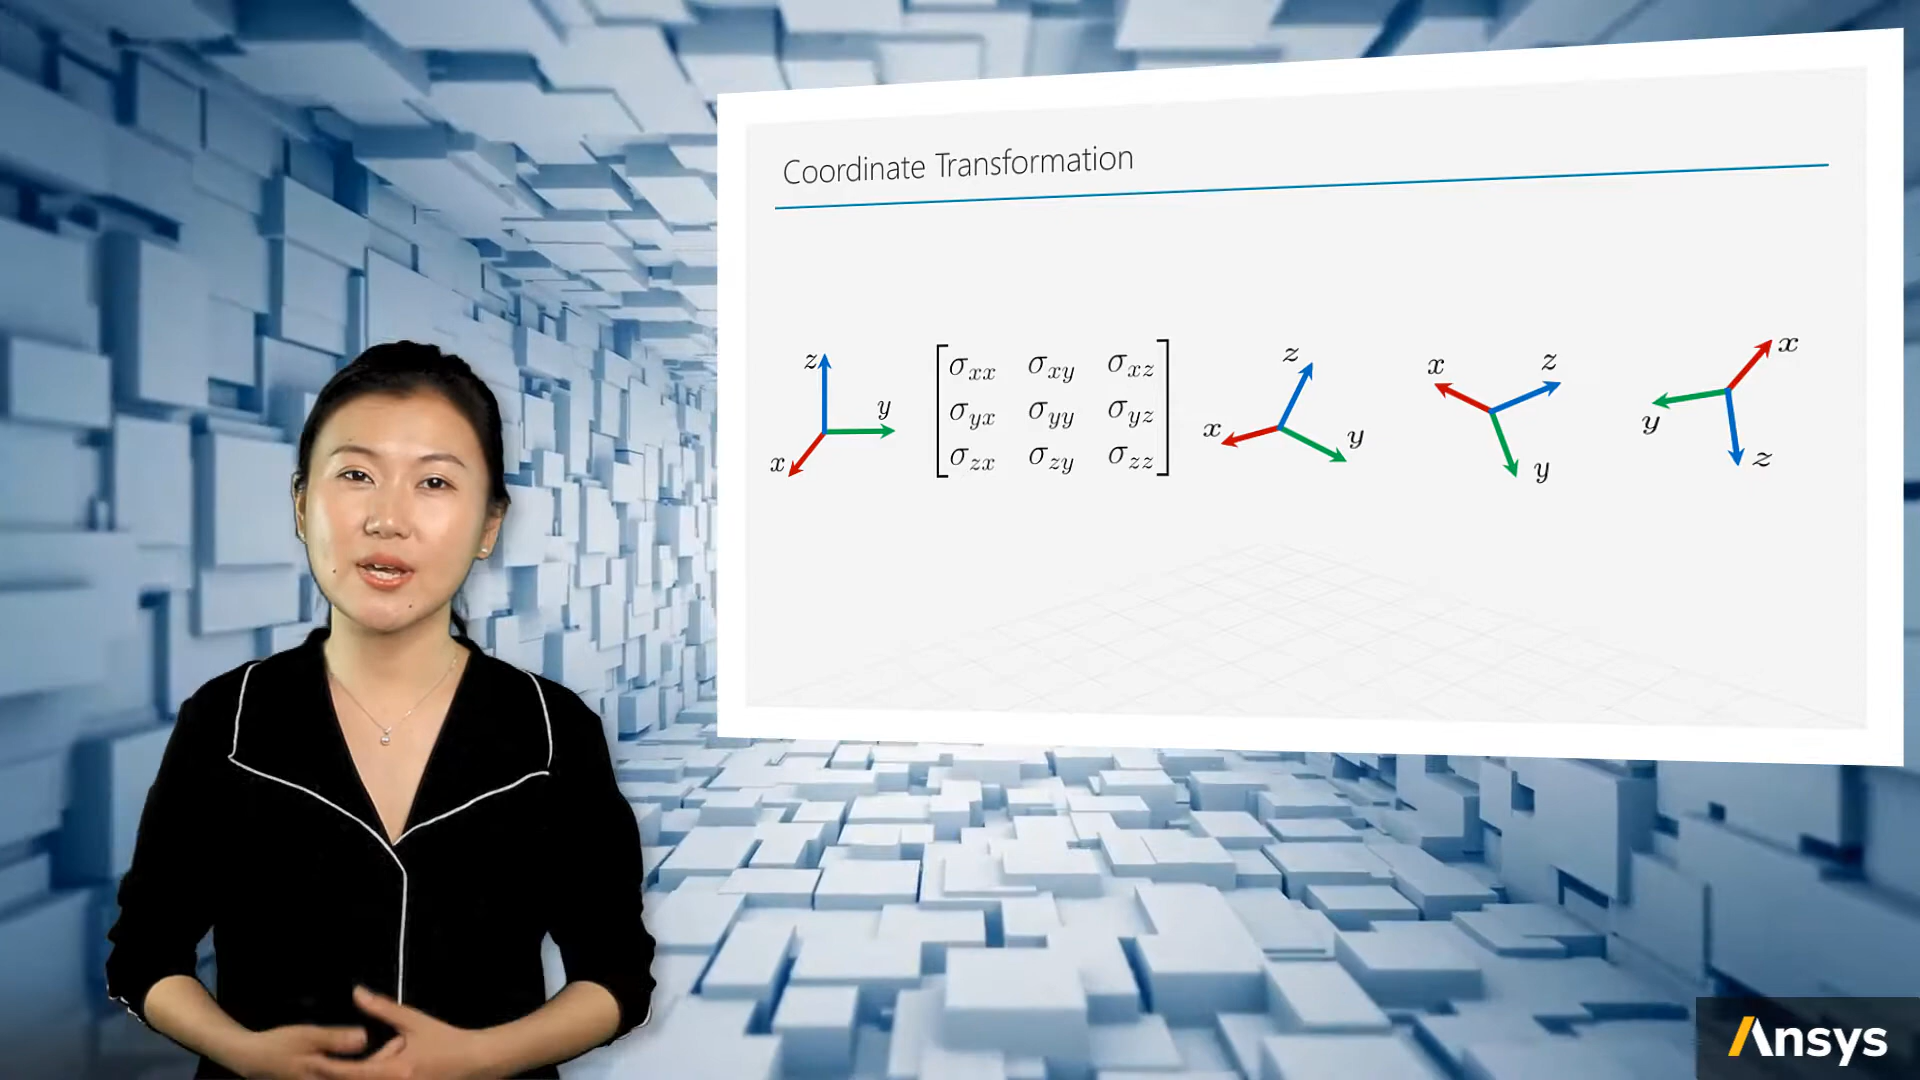 Coordinate Transformation
z
y
x
σxx σxy σxz
σyx σyy σyz
σzx σzy σzz
z
x
y
x
z
y
x
y
z
Ansys